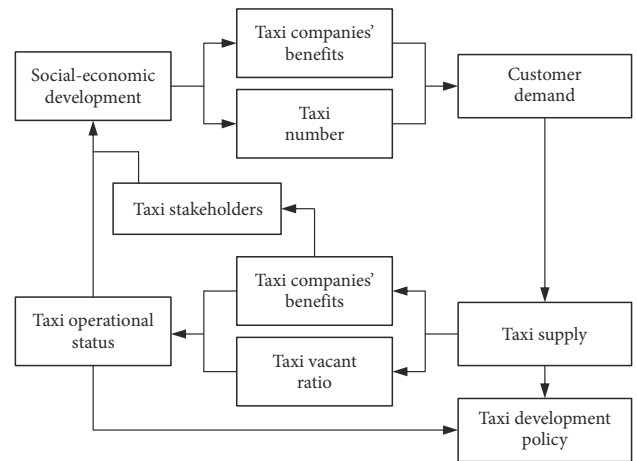 Social-economic
development
Taxi companies'
benefits
Taxi
number
Customer
demand
Taxi stakeholders
Taxi operational
status
Taxi companies'
benefits
Taxi vacant
ratio
Taxi supply
Taxi development
policy